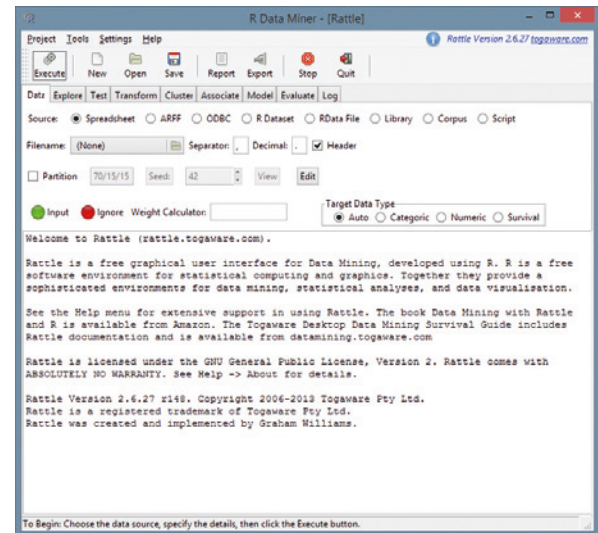 R Data Miner - [Rattle]
Project Tools Settings Help Rattle Version 2.6.27 togaware.com
Execute New Open Save Report Export Stop Quit
Data Explore Test Transform Cluster Associate Model Evaluate Log
Source: Spreadsheet ARFF ODBC R Dataset RData File Library Corpus Script
Filename: (None) Separator: , Decimal: . Header
Partition 70/15/15 Seed: 42 View Edit
Target Data Type
Input Ignore Weight Calculator: Auto Categoric Numeric Survival
Welcome to Rattle (rattle.togaware.com).
Rattle is a free graphical user interface for Data Mining, developed using R. R is a free
software environment for statistical computing and graphics. Together they provide a
sophisticated environments for data mining, statistical analyses, and data visualisation.
See the Help menu for extensive support in using Rattle. The book Data Mining with Rattle
and R is available from Amazon. The Togaware Desktop Data Mining Survival Guide includes
Rattle documentation and is available from datamining.togaware.com
Rattle is licensed under the GNU General Public License, Version 2. Rattle comes with
ABSOLUTELY NO WARRANTY. See Help -> About for details.
Rattle Version 2.6.27 r148. Copyright 2006-2013 Togaware Pty Ltd.
Rattle is a registered trademark of Togaware Pty Ltd.
Rattle was created and implemented by Graham Williams.
To Begin: Choose the data source, specify the details, then click the Execute button.